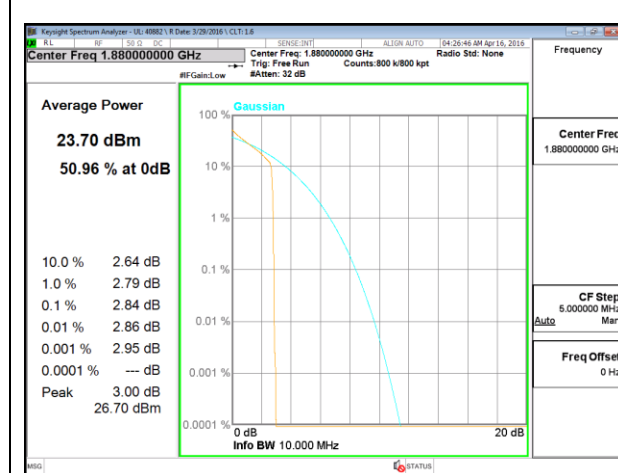 Keysight Spectrum Analyzer - UL: 40882 \ R Date: 3/29/2016 \ CLT: 1.6
RL RF 50 Ω DC SENSE:INT ALIGN AUTO 04:26:46 AM Apr 16, 2016
Center Freq 1.880000000 GHz
Center Freq: 1.880000000 GHz Radio Std: None
Trig: Free Run Counts:800 k/800 kpt
#IFGain:Low #Atten: 32 dB
Frequency
Center Freq
1.880000000 GHz
CF Step
5.000000 MHz
Auto Man
Freq Offset
0 Hz
Average Power
23.70 dBm
50.96 % at 0dB
10.0 % 2.64 dB
1.0 % 2.79 dB
0.1 % 2.84 dB
0.01 % 2.86 dB
0.001 % 2.95 dB
0.0001 % --- dB
Peak 3.00 dB
26.70 dBm
Gaussian
100 %
10 %
1 %
0.1 %
0.01 %
0.001 %
0.0001 %
0 dB 20 dB
Info BW 10.000 MHz
MSG STATUS